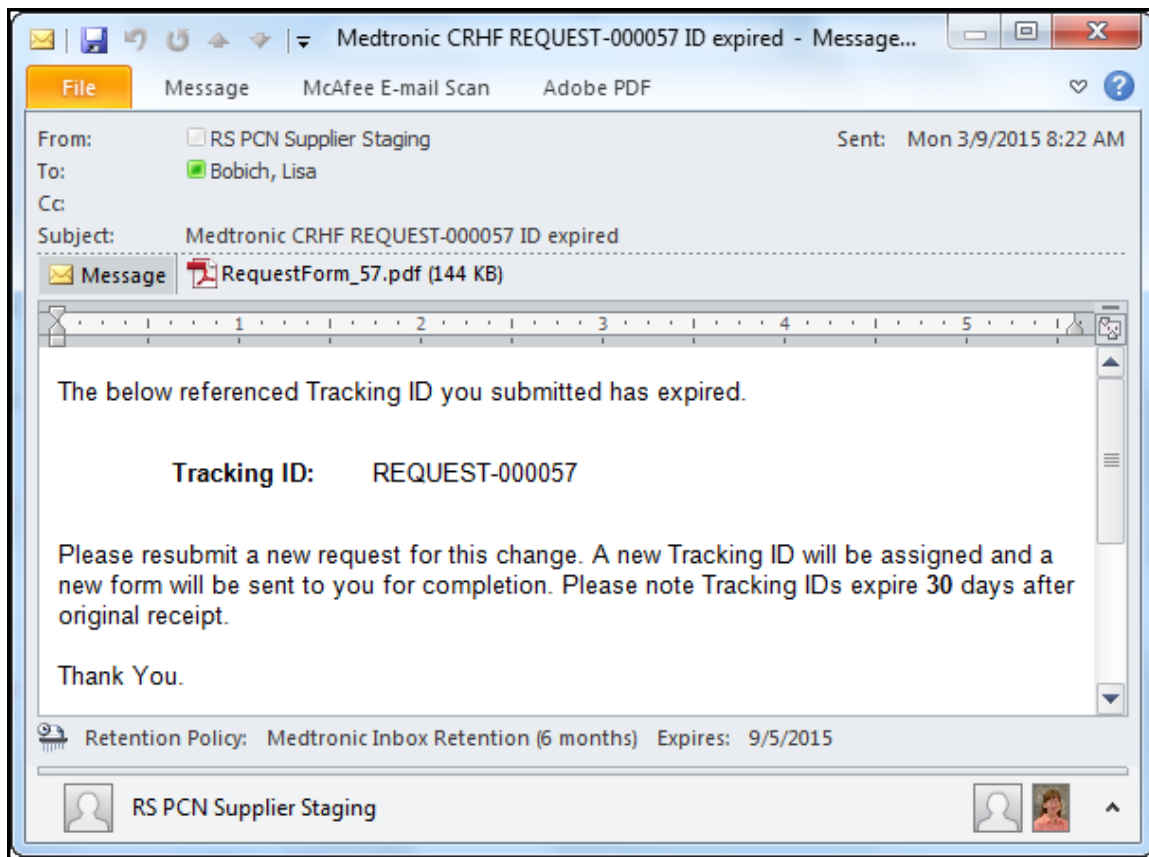 Medtronic CRHF REQUEST-000057 ID expired - Message...
File Message McAfee E-mail Scan Adobe PDF
From: RS PCN Supplier Staging Sent: Mon 3/9/2015 8:22 AM
To: Bobich, Lisa
Cc:
Subject: Medtronic CRHF REQUEST-000057 ID expired
Message RequestForm_57.pdf (144 KB)
1 2 3 4 5
The below referenced Tracking ID you submitted has expired.
Tracking ID: REQUEST-000057
Please resubmit a new request for this change. A new Tracking ID will be assigned and a
new form will be sent to you for completion. Please note Tracking IDs expire 30 days after
original receipt.
Thank You.
Retention Policy: Medtronic Inbox Retention (6 months) Expires: 9/5/2015
RS PCN Supplier Staging